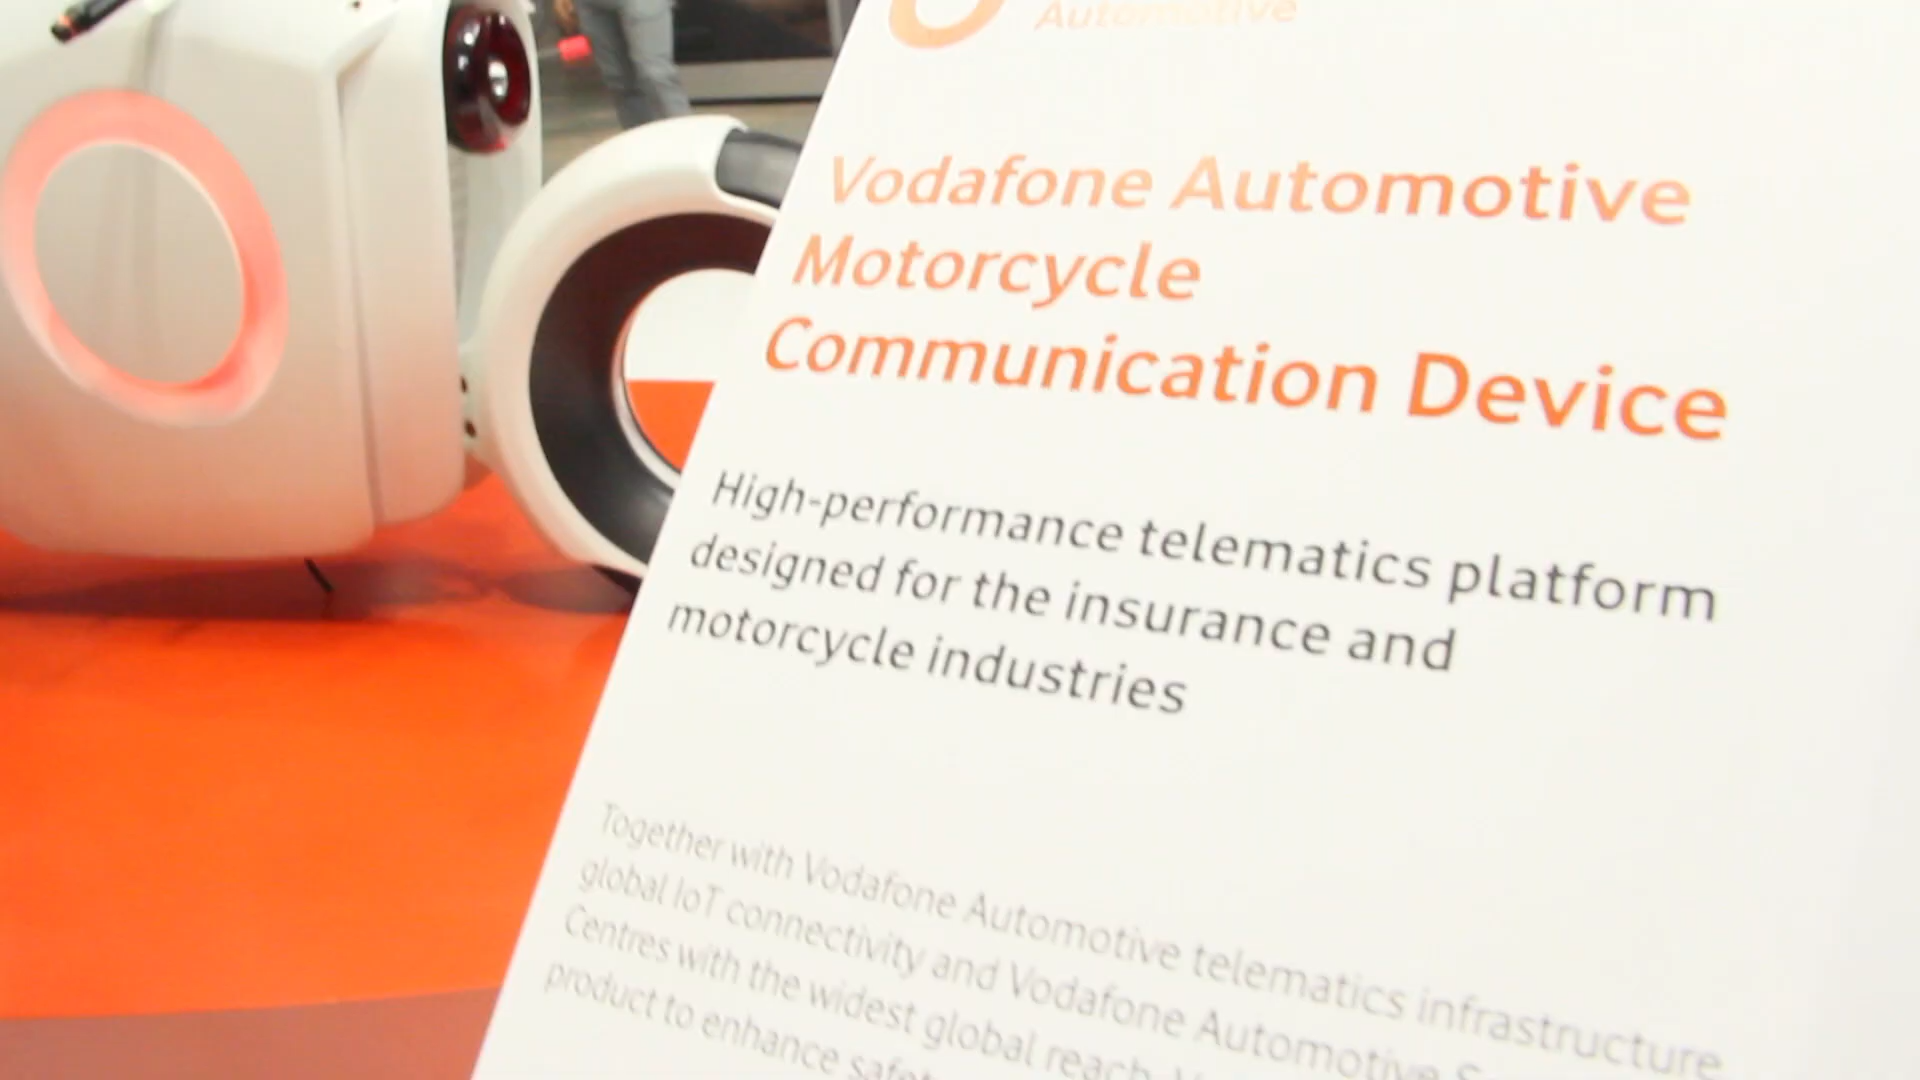 Automotive
Vodafone Automotive
Motorcycle
Communication Device
High-performance telematics platform
designed for the insurance and
motorcycle industries
Together with Vodafone Automotive telematics infrastructure
global IoT connectivity and Vodafone Automotive
Centres with the widest global reach,
product to enhance